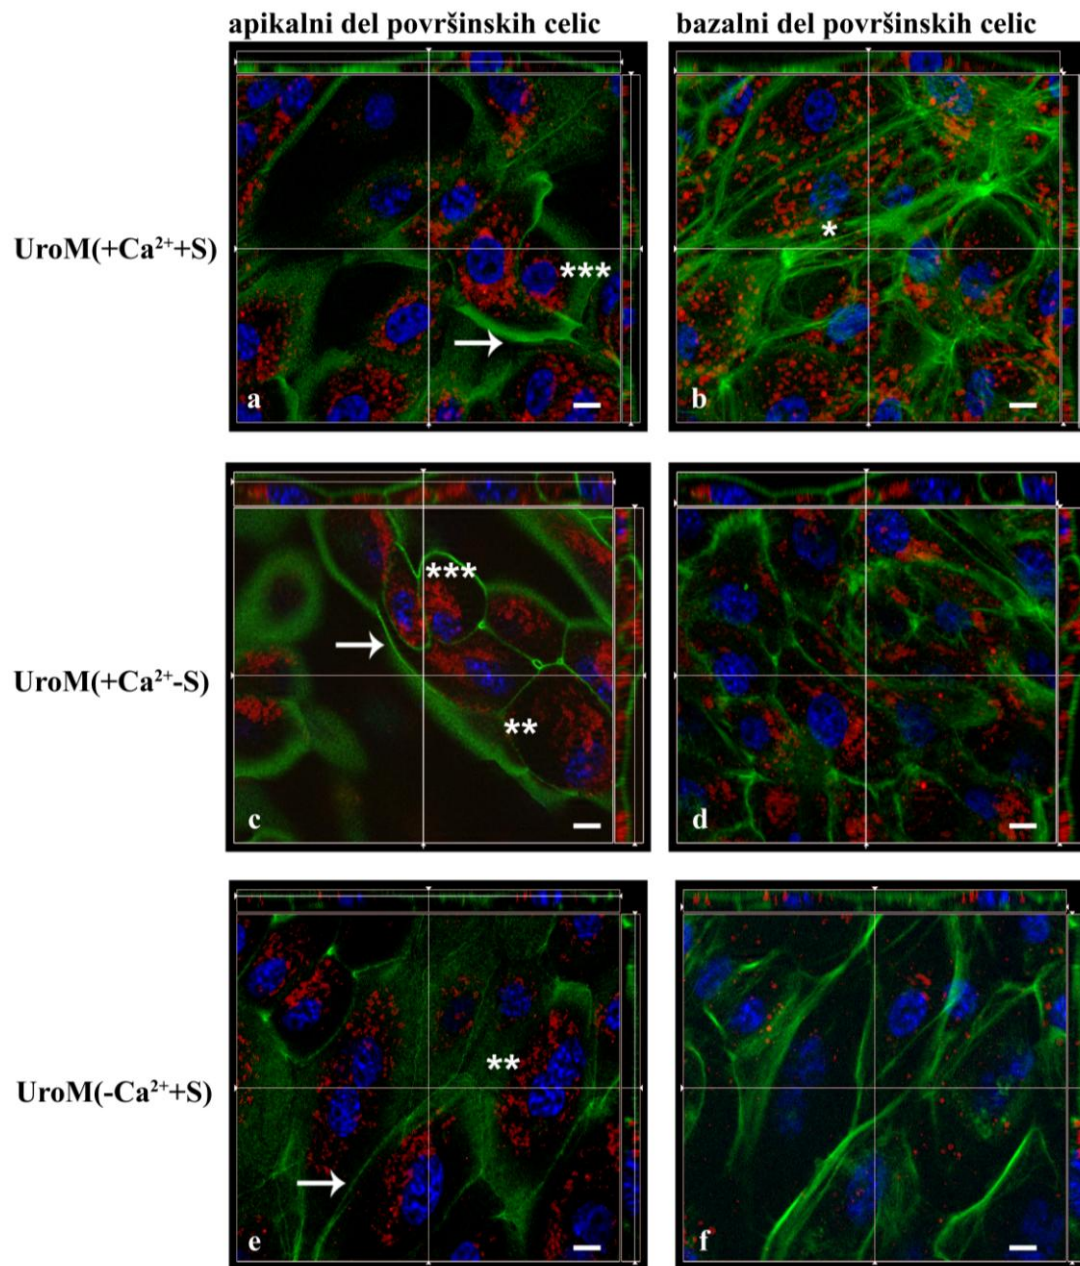 apikalni del površinskih celic
bazalni del površinskih celic
UroM(+Ca²⁺+S)
***
a
*
b
UroM(+Ca²⁺-S)
***
**
c
d
UroM(-Ca²⁺+S)
**
e
f